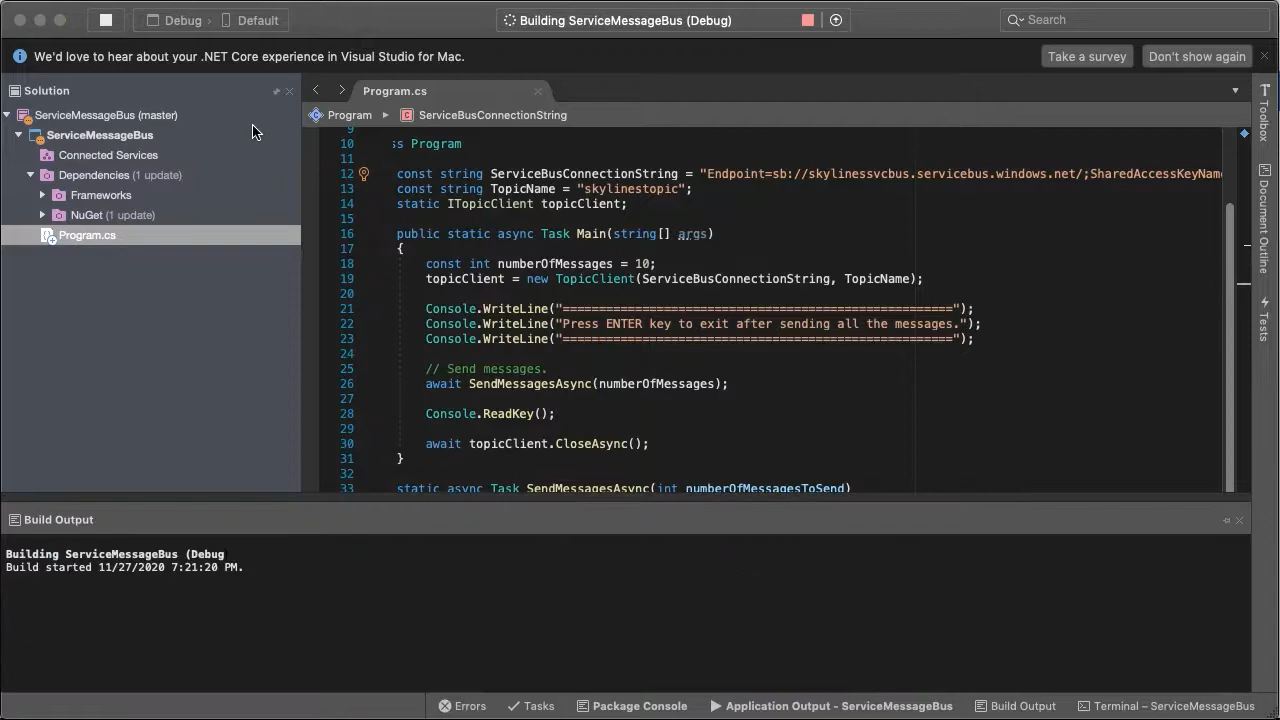 Debug › Default
Building ServiceMessageBus (Debug)
Search
We'd love to hear about your .NET Core experience in Visual Studio for Mac.
Take a survey
Don't show again
Solution
ServiceMessageBus (master)
ServiceMessageBus
Connected Services
Dependencies (1 update)
Frameworks
NuGet (1 update)
Program.cs
Program.cs
Program ▸ ServiceBusConnectionString
9
10 ss Program
11
12 const string ServiceBusConnectionString = "Endpoint=sb://skylinessvcbus.servicebus.windows.net/;SharedAccessKeyName
13 const string TopicName = "skylinestopic";
14 static ITopicClient topicClient;
15
16 public static async Task Main(string[] args)
17 {
18 const int numberOfMessages = 10;
19 topicClient = new TopicClient(ServiceBusConnectionString, TopicName);
20
21 Console.WriteLine("======================================================");
22 Console.WriteLine("Press ENTER key to exit after sending all the messages.");
23 Console.WriteLine("======================================================");
24
25 // Send messages.
26 await SendMessagesAsync(numberOfMessages);
27
28 Console.ReadKey();
29
30 await topicClient.CloseAsync();
31 }
32
33 static async Task SendMessagesAsync(int numberOfMessagesToSend)
Toolbox
Document Outline
Tests
Build Output
Building ServiceMessageBus (Debug
Build started 11/27/2020 7:21:20 PM.
Errors
Tasks
Package Console
Application Output - ServiceMessageBus
Build Output
Terminal – ServiceMessageBus